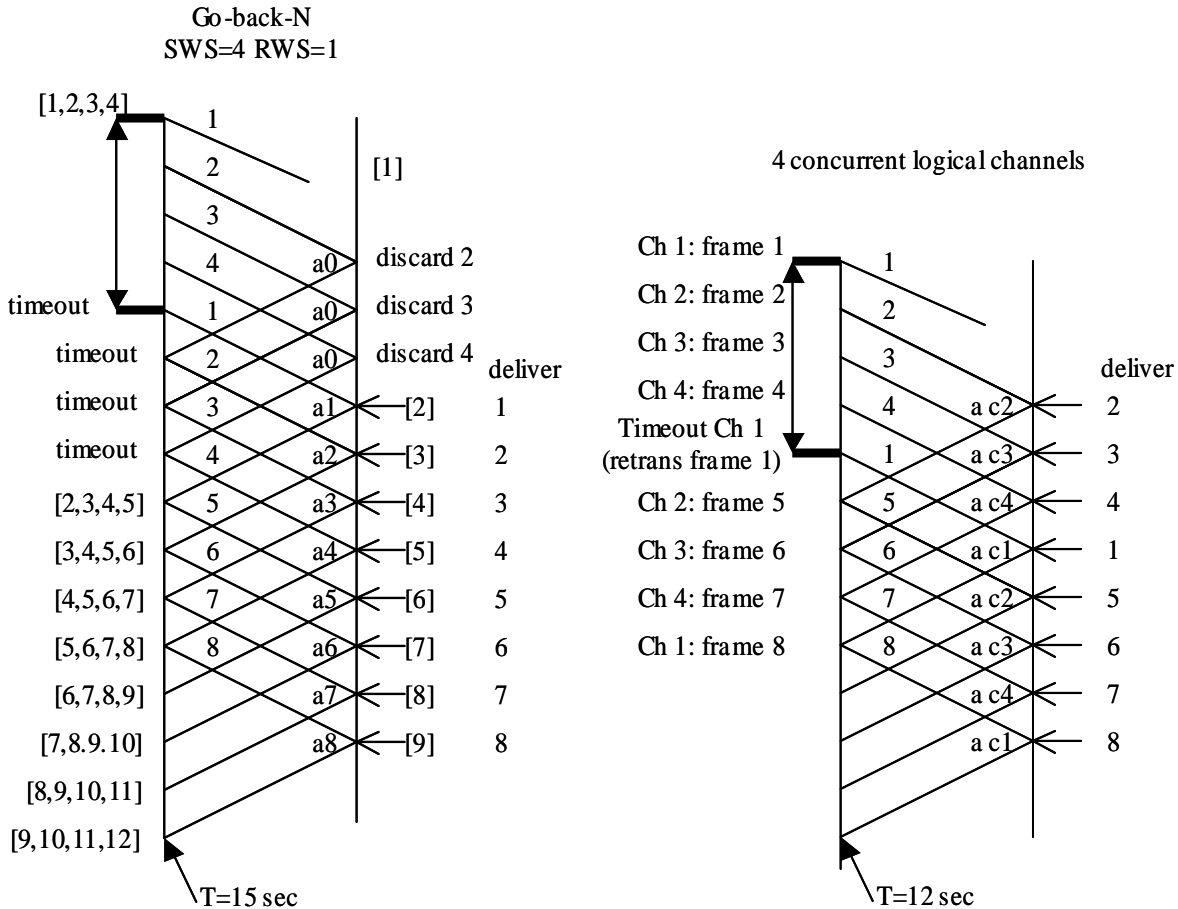 Go-back-N
SWS=4 RWS=1
[1,2,3,4]
1
2
[1]
3
4
a0
discard 2
timeout
1
a0
discard 3
timeout
2
a0
discard 4
deliver
timeout
3
a1
[2]
1
timeout
4
a2
[3]
2
[2,3,4,5]
5
a3
[4]
3
[3,4,5,6]
6
a4
[5]
4
[4,5,6,7]
7
a5
[6]
5
[5,6,7,8]
8
a6
[7]
6
[6,7,8,9]
a7
[8]
7
[7,8.9.10]
a8
[9]
8
[8,9,10,11]
[9,10,11,12]
T=15 sec
4 concurrent logical channels
Ch 1: frame 1
1
Ch 2: frame 2
2
Ch 3: frame 3
3
deliver
Ch 4: frame 4
4
a c2
2
Timeout Ch 1
(retrans frame 1)
1
a c3
3
Ch 2: frame 5
5
a c4
4
Ch 3: frame 6
6
a c1
1
Ch 4: frame 7
7
a c2
5
Ch 1: frame 8
8
a c3
6
a c4
7
a c1
8
T=12 sec